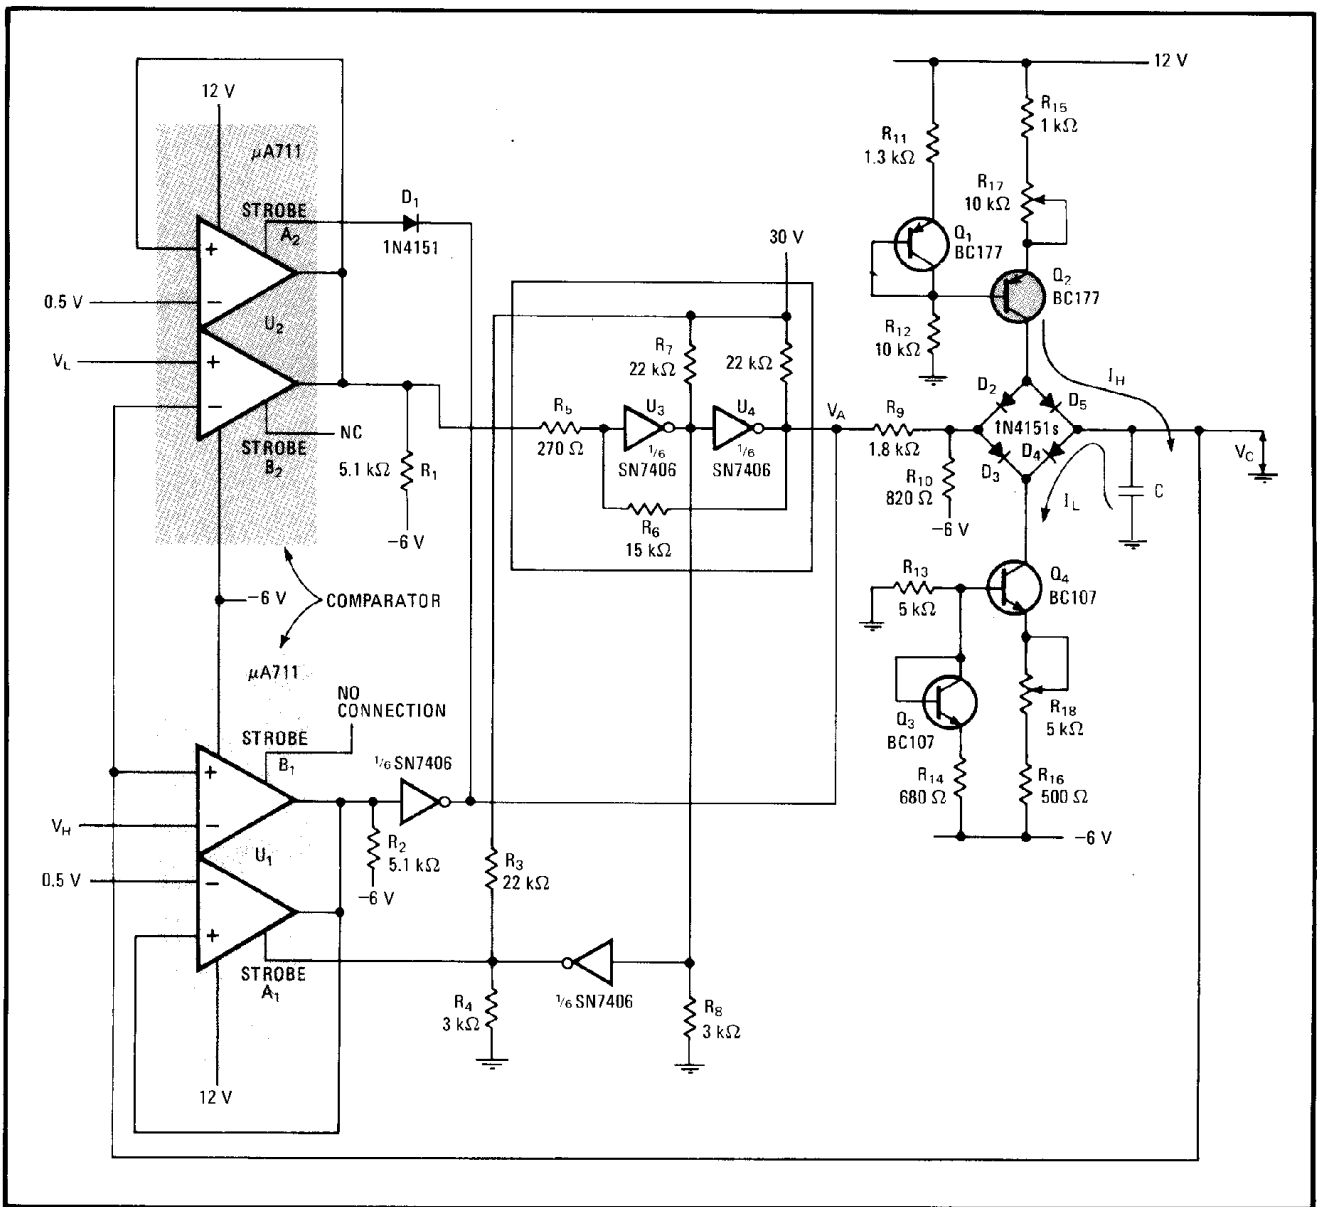 12 V
µA711
STROBE
A2
+
0.5 V
−
U2
VL
+
−
STROBE
B2
NC
5.1 kΩ
R1
−6 V
D1
1N4151
30 V
R7
22 kΩ
22 kΩ
R5
270 Ω
U3
1/6
SN7406
U4
1/6
SN7406
R6
15 kΩ
VA
R9
1.8 kΩ
R10
820 Ω
−6 V
12 V
R11
1.3 kΩ
R15
1 kΩ
R17
10 kΩ
Q1
BC177
Q2
BC177
R12
10 kΩ
IH
D2
D5
1N4151s
D3
D4
IL
C
VC
R13
5 kΩ
Q4
BC107
Q3
BC107
R18
5 kΩ
R14
680 Ω
R16
500 Ω
−6 V
−6 V
COMPARATOR
µA711
NO
CONNECTION
STROBE
B1
+
VH
−
U1
0.5 V
−
+
STROBE
A1
12 V
1/6 SN7406
R2
5.1 kΩ
−6 V
R3
22 kΩ
R4
3 kΩ
1/6 SN7406
R8
3 kΩ